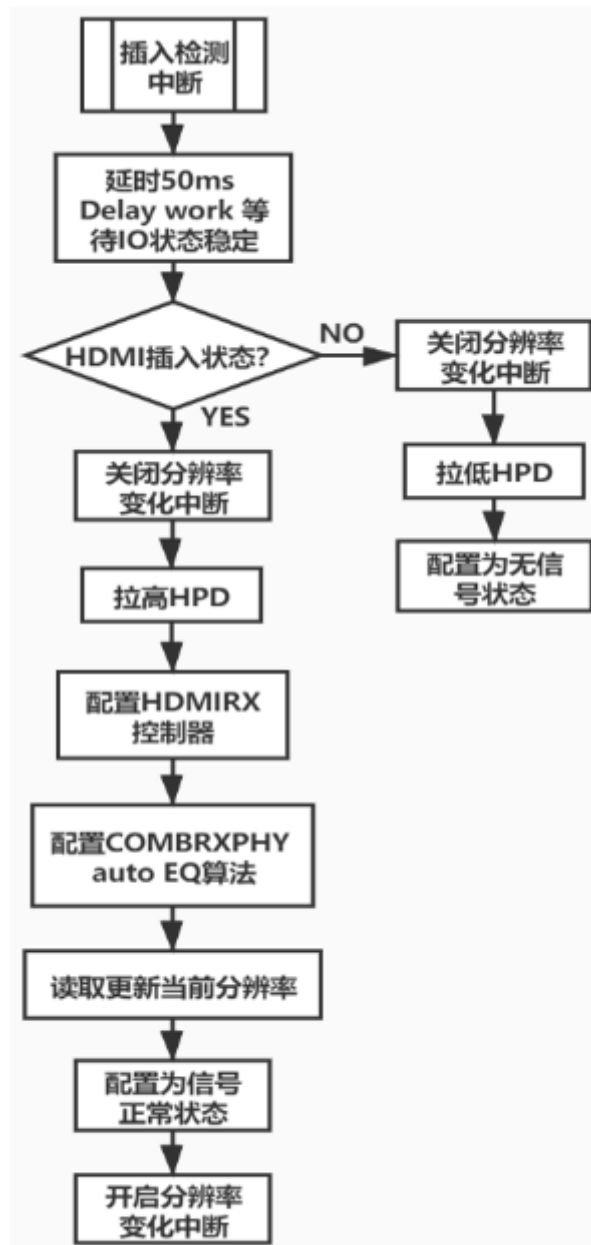 插入检测
中断
延时50ms
Delay work 等
待IO状态稳定
HDMI插入状态?
NO
关闭分辨率
变化中断
拉低HPD
配置为无信
号状态
YES
关闭分辨率
变化中断
拉高HPD
配置HDMIRX
控制器
配置COMBRXPHY
auto EQ算法
读取更新当前分辨率
配置为信号
正常状态
开启分辨率
变化中断